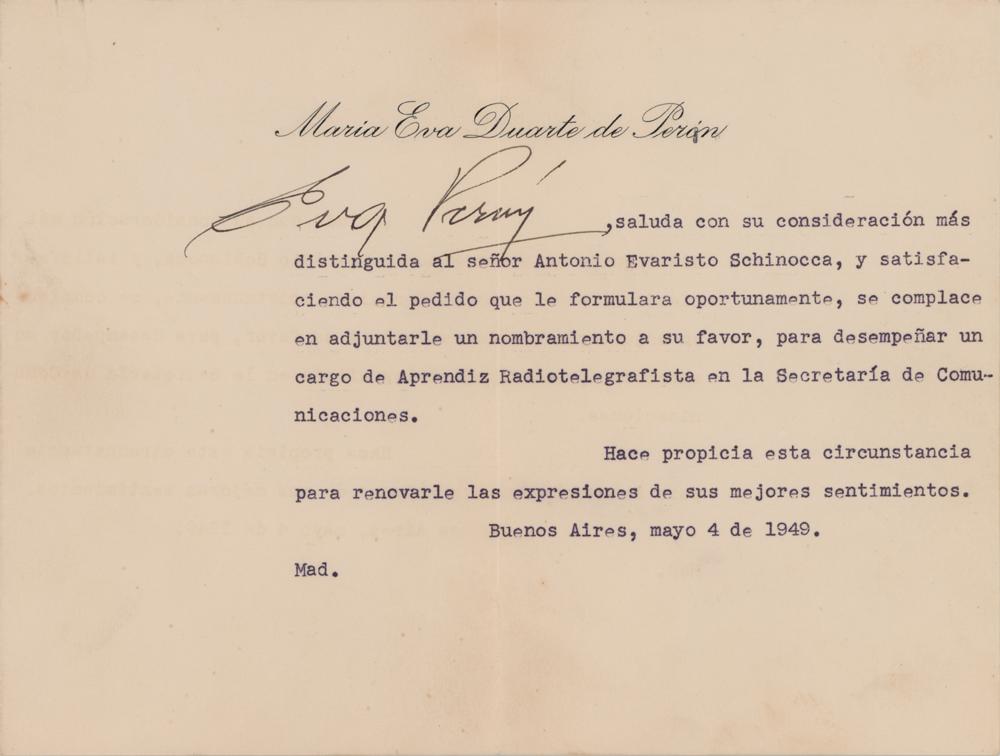 María Eva Duarte de Perón
Eva Perón
,saluda con su consideración más
distinguida al señor Antonio Evaristo Schinocca, y satisfa-
ciendo el pedido que le formulara oportunamente, se complace
en adjuntarle un nombramiento a su favor, para desempeñar un
cargo de Aprendiz Radiotelegrafista en la Secretaría de Comu-
nicaciones.
Hace propicia esta circunstancia
para renovarle las expresiones de sus mejores sentimientos.
Buenos Aires, mayo 4 de 1949.
Mad.